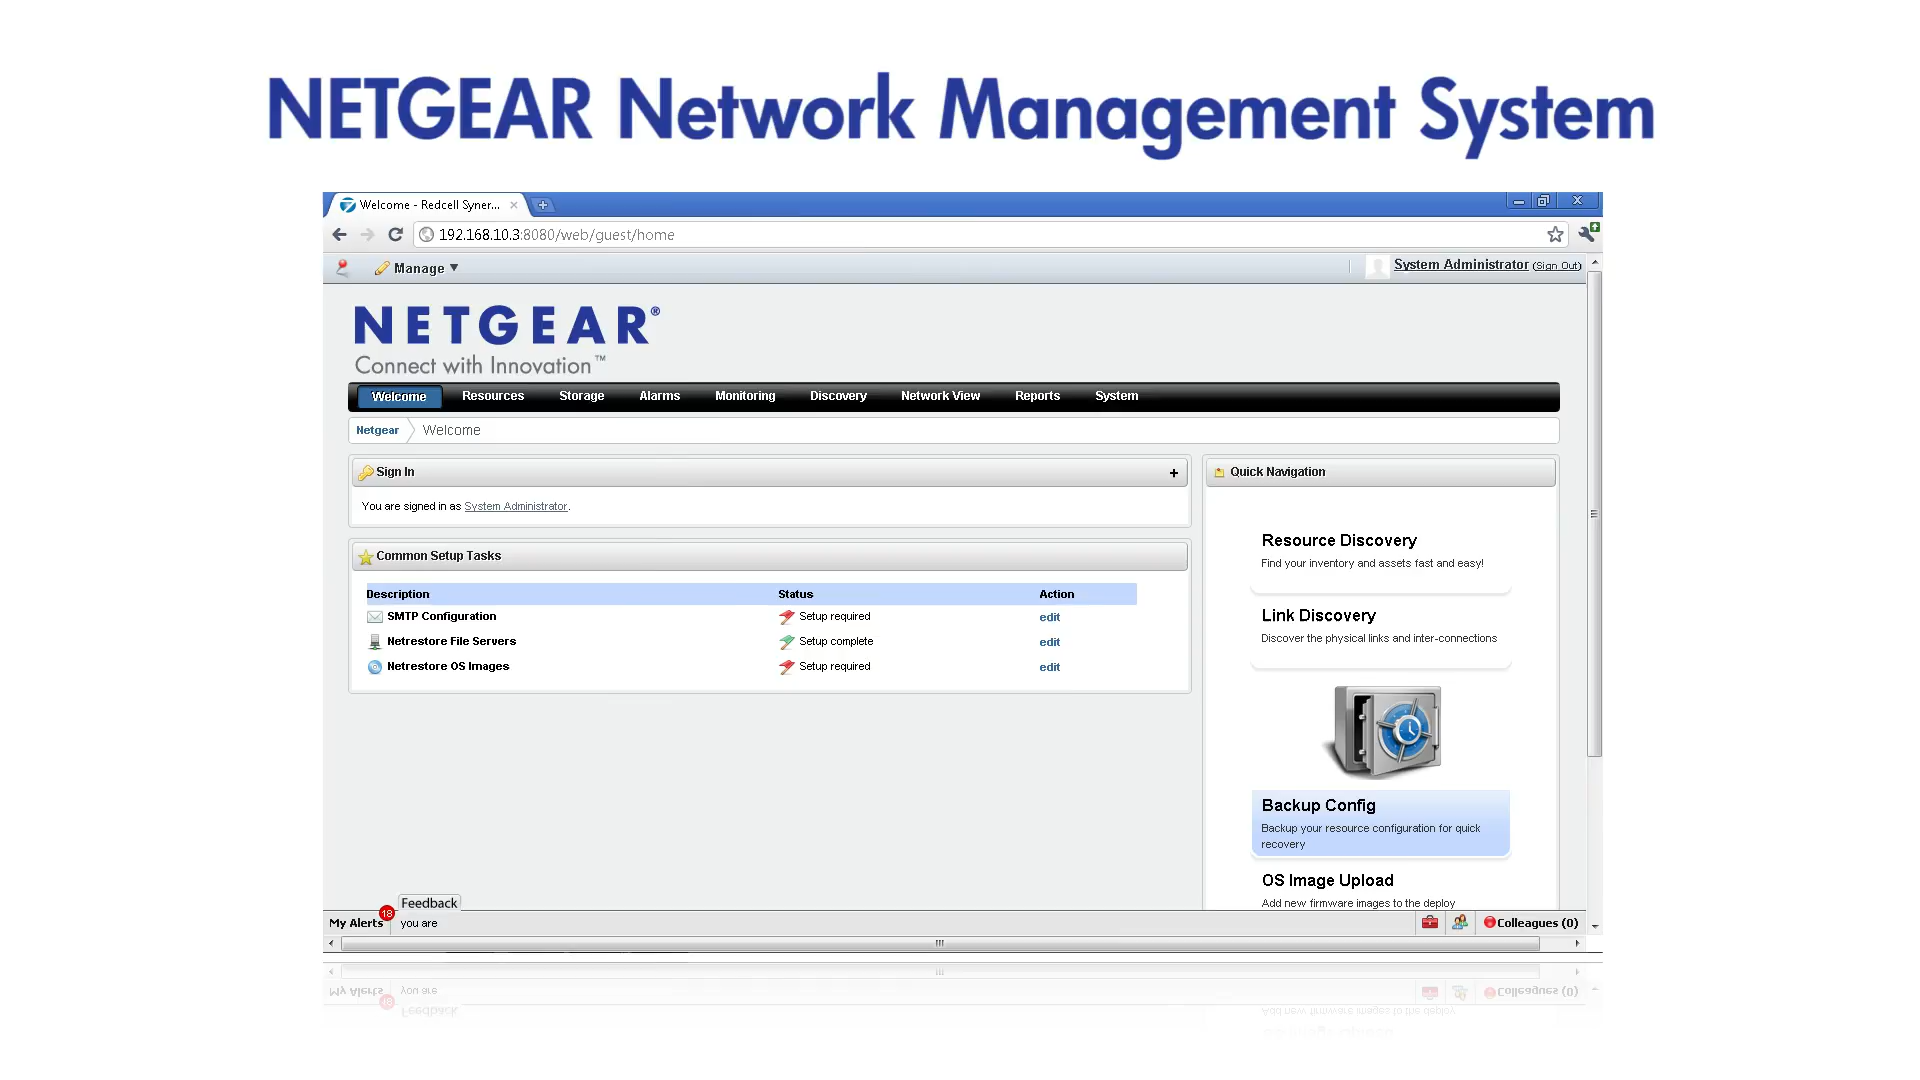 NETGEAR Network Management System
Welcome - Redcell Syner...
192.168.10.3:8080/web/guest/home
Manage
System Administrator (Sign Out)
NETGEAR®
Connect with Innovation™
Welcome Resources Storage Alarms Monitoring Discovery Network View Reports System
Netgear Welcome
Sign In
You are signed in as System Administrator.
Common Setup Tasks
Description Status Action
SMTP Configuration Setup required edit
Netrestore File Servers Setup complete edit
Netrestore OS Images Setup required edit
Quick Navigation
Resource Discovery
Find your inventory and assets fast and easy!
Link Discovery
Discover the physical links and inter-connections
Backup Config
Backup your resource configuration for quick
recovery
OS Image Upload
Add new firmware images to the deploy
Feedback
My Alerts 18 you are
Colleagues (0)